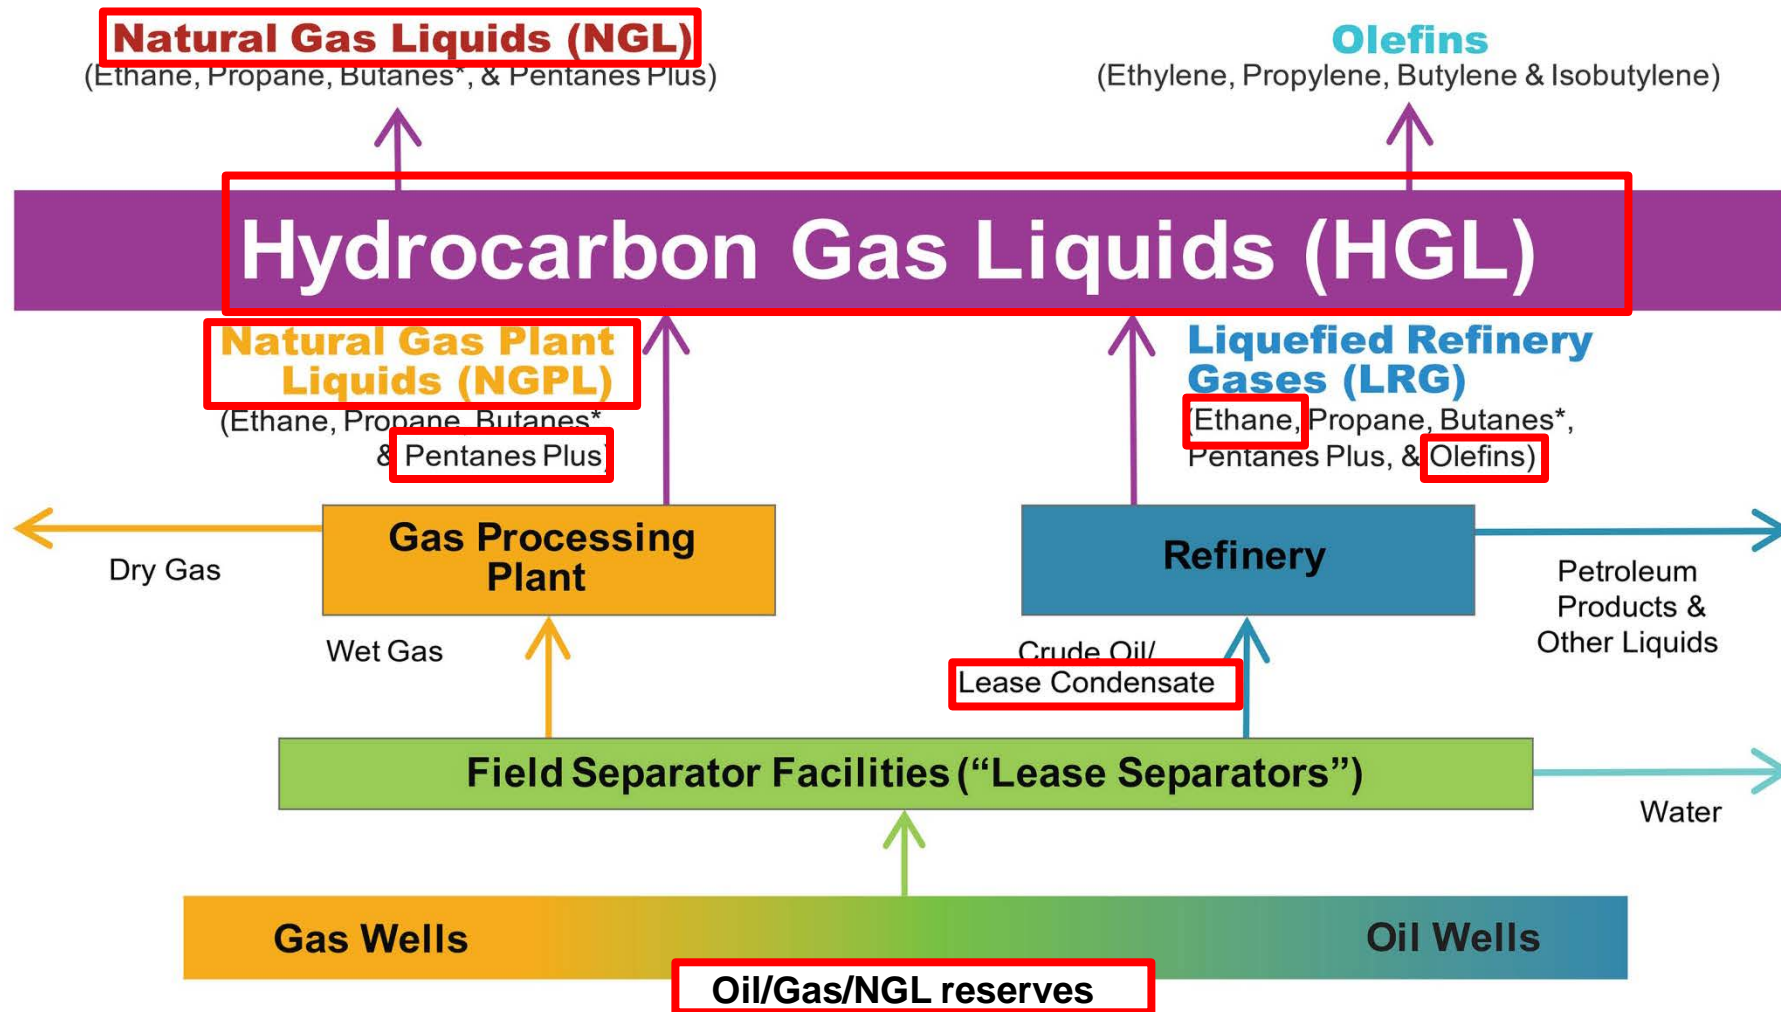 Natural Gas Liquids (NGL)
(Ethane, Propane, Butanes*, & Pentanes Plus)
Olefins
(Ethylene, Propylene, Butylene & Isobutylene)
Hydrocarbon Gas Liquids (HGL)
Natural Gas Plant
Liquids (NGPL)
(Ethane, Propane, Butanes*
& Pentanes Plus)
Liquefied Refinery
Gases (LRG)
(Ethane, Propane, Butanes*,
Pentanes Plus, & Olefins)
Dry Gas
Gas Processing
Plant
Refinery
Petroleum
Products &
Other Liquids
Wet Gas
Crude Oil/
Lease Condensate
Field Separator Facilities (“Lease Separators”)
Water
Gas Wells
Oil Wells
Oil/Gas/NGL reserves